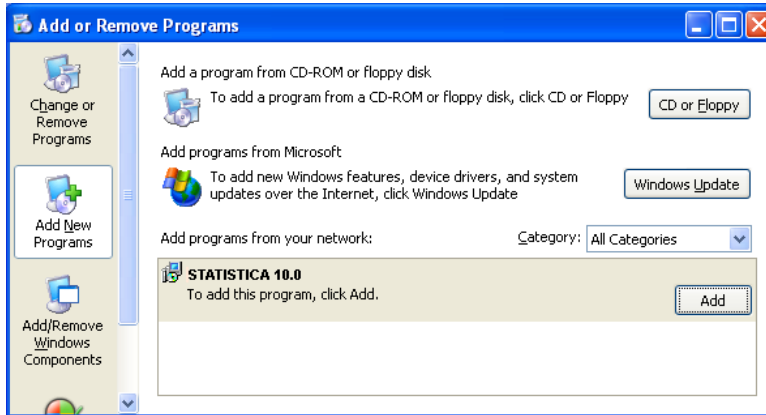 Add or Remove Programs
Change or
Remove
Programs
Add New
Programs
Add/Remove
Windows
Components
Add a program from CD-ROM or floppy disk
To add a program from a CD-ROM or floppy disk, click CD or Floppy
CD or Floppy
Add programs from Microsoft
To add new Windows features, device drivers, and system
updates over the Internet, click Windows Update
Windows Update
Add programs from your network:
Category:
All Categories
STATISTICA 10.0
To add this program, click Add.
Add